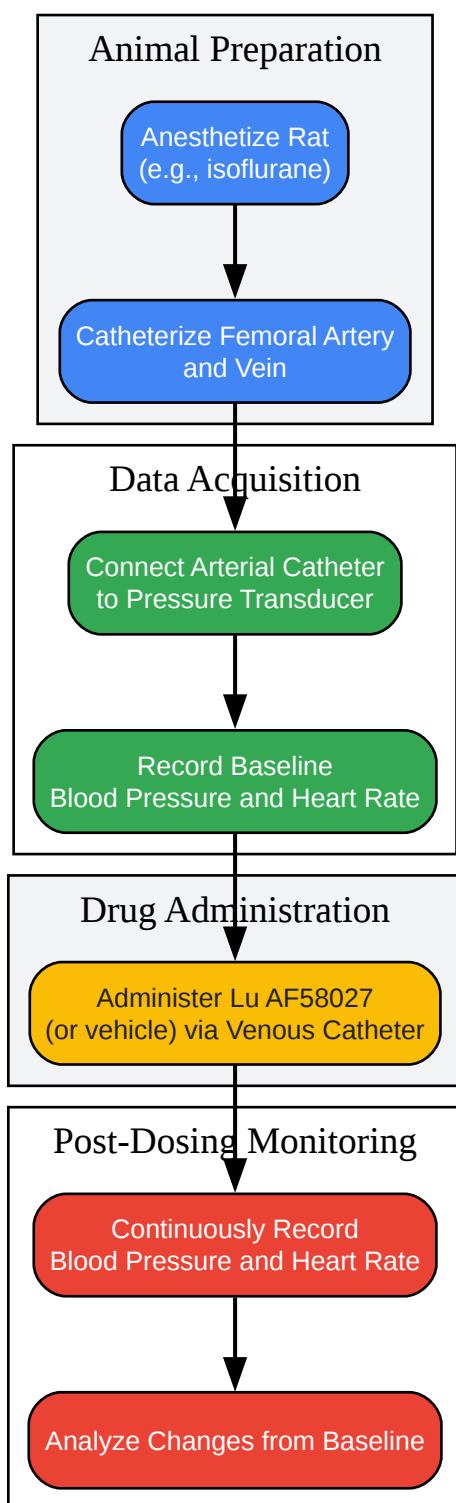 Animal Preparation
Anesthetize Rat
(e.g., isoflurane)
Catheterize Femoral Artery
and Vein
Data Acquisition
Connect Arterial Catheter
to Pressure Transducer
Record Baseline
Blood Pressure and Heart Rate
Drug Administration
Administer Lu AF58027
(or vehicle) via Venous Catheter
Post-Dosing Monitoring
Continuously Record
Blood Pressure and Heart Rate
Analyze Changes from Baseline